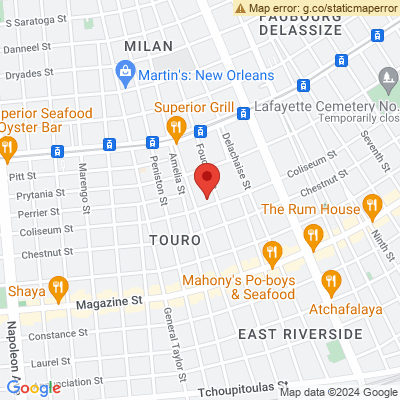 Map error: g.co/staticmaperror
S Saratoga St
FAUBOURG
DELASSIZE
Danneel St
MILAN
Dryades St
Martin's: New Orleans
Superior Grill
Lafayette Cemetery No.
Temporarily clos
perior Seafood
Oyster Bar
Seventh St
Pitt St
Prytania St
Perrier St
Coliseum St
Chestnut St
Marengo St
Peniston St
Amelia St
Fouc
Delachaise St
Coliseum St
Chestnut St
The Rum House
Ninth St
TOURO
Mahony's Po-boys
& Seafood
Shaya
Magazine St
Atchafalaya
Napoleon A
Constance St
General Taylor St
EAST RIVERSIDE
Laurel St
ociation St
Tchoupitoulas St
Google
Map data ©2024 Google